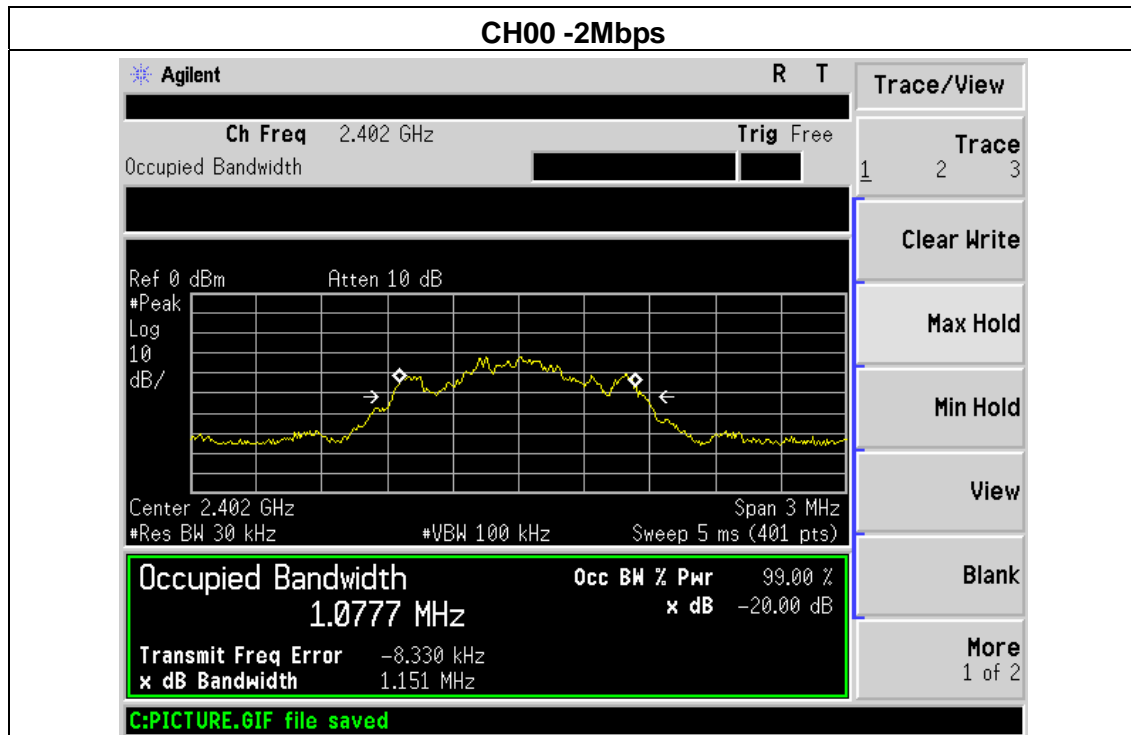 CH00 -2Mbps
Agilent R T
Ch Freq 2.402 GHz Trig Free
Occupied Bandwidth
Ref 0 dBm Atten 10 dB
#Peak
Log
10
dB/
Center 2.402 GHz Span 3 MHz
#Res BW 30 kHz #VBW 100 kHz Sweep 5 ms (401 pts)
Occupied Bandwidth Occ BW % Pwr 99.00 %
1.0777 MHz x dB -20.00 dB
Transmit Freq Error -8.330 kHz
x dB Bandwidth 1.151 MHz
C:PICTURE.GIF file saved
Trace/View
Trace
1 2 3
Clear Write
Max Hold
Min Hold
View
Blank
More
1 of 2